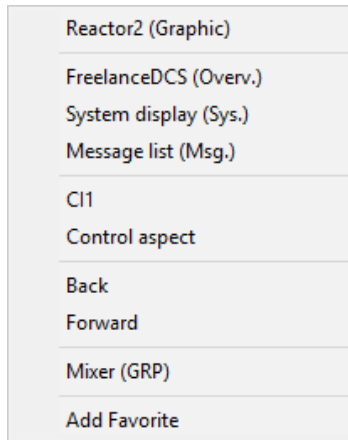 Reactor2 (Graphic)
FreelanceDCS (Overv.)
System display (Sys.)
Message list (Msg.)
CI1
Control aspect
Back
Forward
Mixer (GRP)
Add Favorite